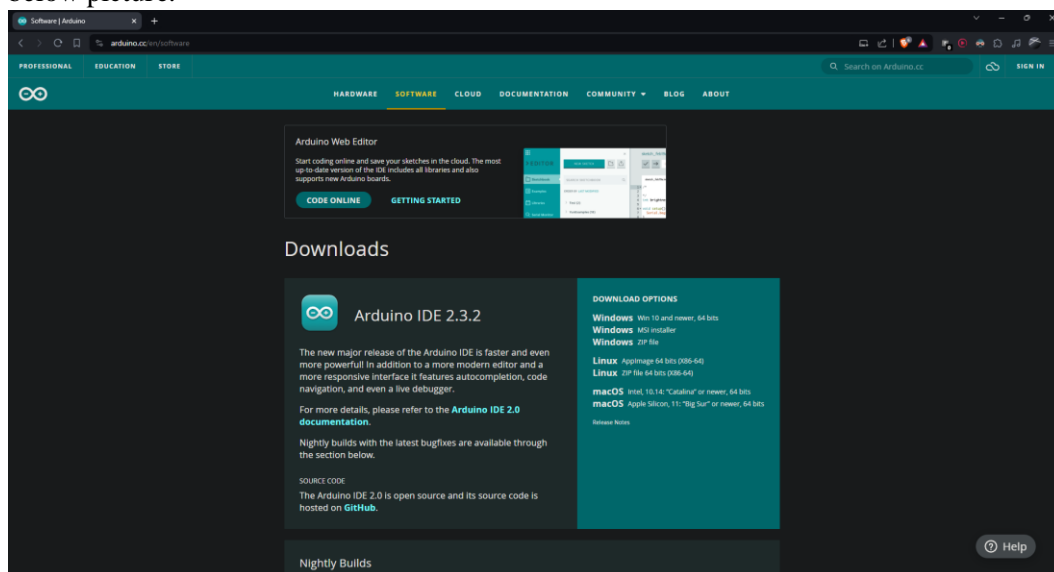 below picture.
Software | Arduino
arduino.cc/en/software
PROFESSIONAL EDUCATION STORE
Search on Arduino.cc
SIGN IN
HARDWARE SOFTWARE CLOUD DOCUMENTATION COMMUNITY BLOG ABOUT
Arduino Web Editor
Start coding online and save your sketches in the cloud. The most
up-to-date version of the IDE includes all libraries and also
supports new Arduino boards.
CODE ONLINE GETTING STARTED
Downloads
Arduino IDE 2.3.2
The new major release of the Arduino IDE is faster and even
more powerful! In addition to a more modern editor and a
more responsive interface it features autocompletion, code
navigation, and even a live debugger.
For more details, please refer to the Arduino IDE 2.0
documentation.
Nightly builds with the latest bugfixes are available through
the section below.
SOURCE CODE
The Arduino IDE 2.0 is open source and its source code is
hosted on GitHub.
DOWNLOAD OPTIONS
Windows Win 10 and newer, 64 bits
Windows MSI installer
Windows ZIP file
Linux AppImage 64 bits (X86-64)
Linux ZIP file 64 bits (X86-64)
macOS Intel, 10.14: "Catalina" or newer, 64 bits
macOS Apple Silicon, 11: "Big Sur" or newer, 64 bits
Release Notes
Nightly Builds
Help